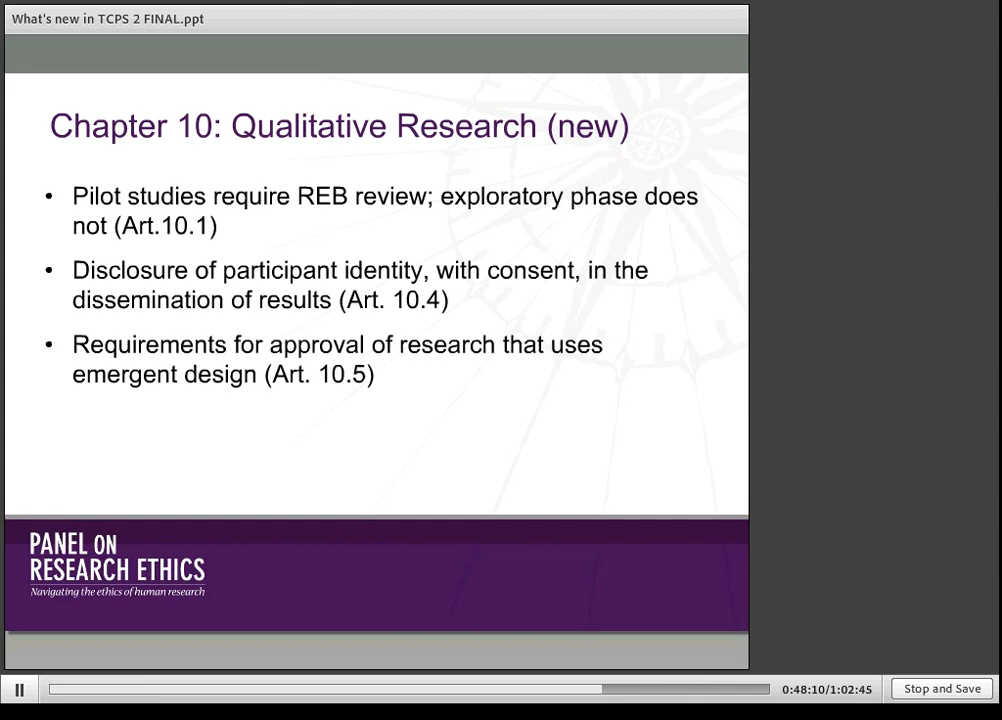 What's new in TCPS 2 FINAL.ppt
Chapter 10: Qualitative Research (new)
• Pilot studies require REB review; exploratory phase does
not (Art.10.1)
• Disclosure of participant identity, with consent, in the
dissemination of results (Art. 10.4)
• Requirements for approval of research that uses
emergent design (Art. 10.5)
PANEL ON
RESEARCH ETHICS
Navigating the ethics of human research
0:48:10/1:02:45
Stop and Save